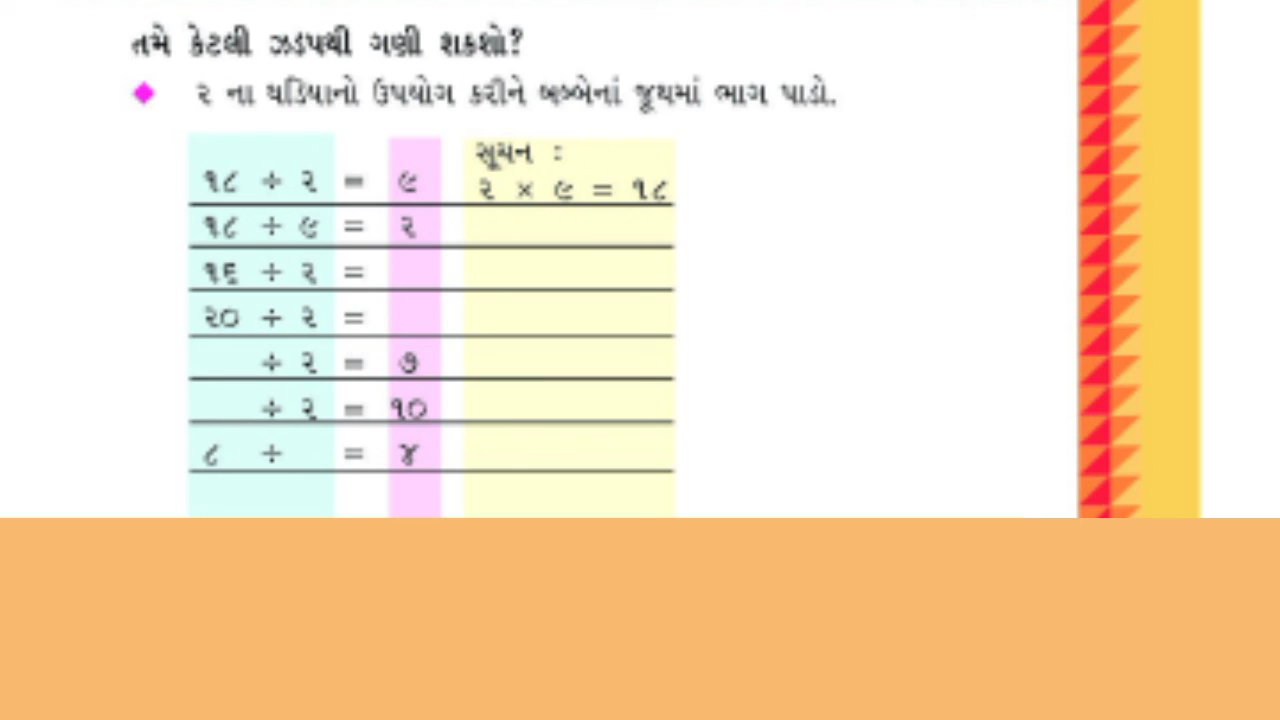 તમે કેટલી ઝડપથી ગણી શકશો?
૨ ના ઘડિયાનો ઉપયોગ કરીને બબ્બેનાં જૂથમાં ભાગ પાડો.
સૂચન :
૧૮ ÷ ૨ = ૯ ૨ × ૯ = ૧૮
૧૮ ÷ ૯ = ૨
૧૬ ÷ ૨ =
૨૦ ÷ ૨ =
÷ ૨ = ૭
÷ ૨ = ૧૦
૮ ÷ = ૪